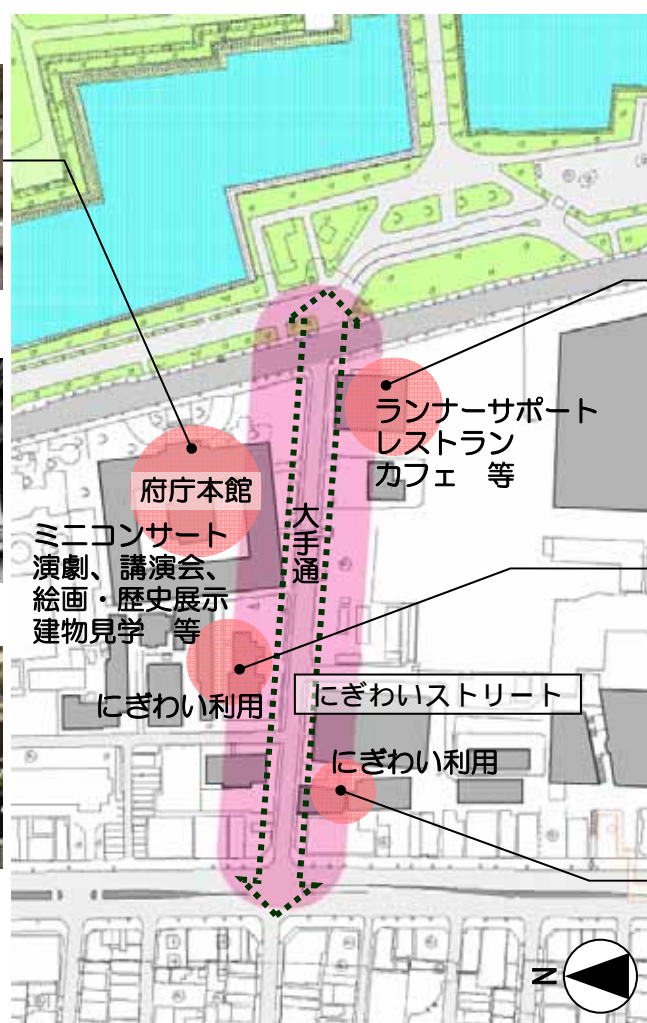 ランナーサポート
レストラン
カフェ　等
府庁本館
大手通
ミニコンサート
演劇、講演会、
絵画・歴史展示
建物見学　等
にぎわい利用
にぎわいストリート
にぎわい利用
N